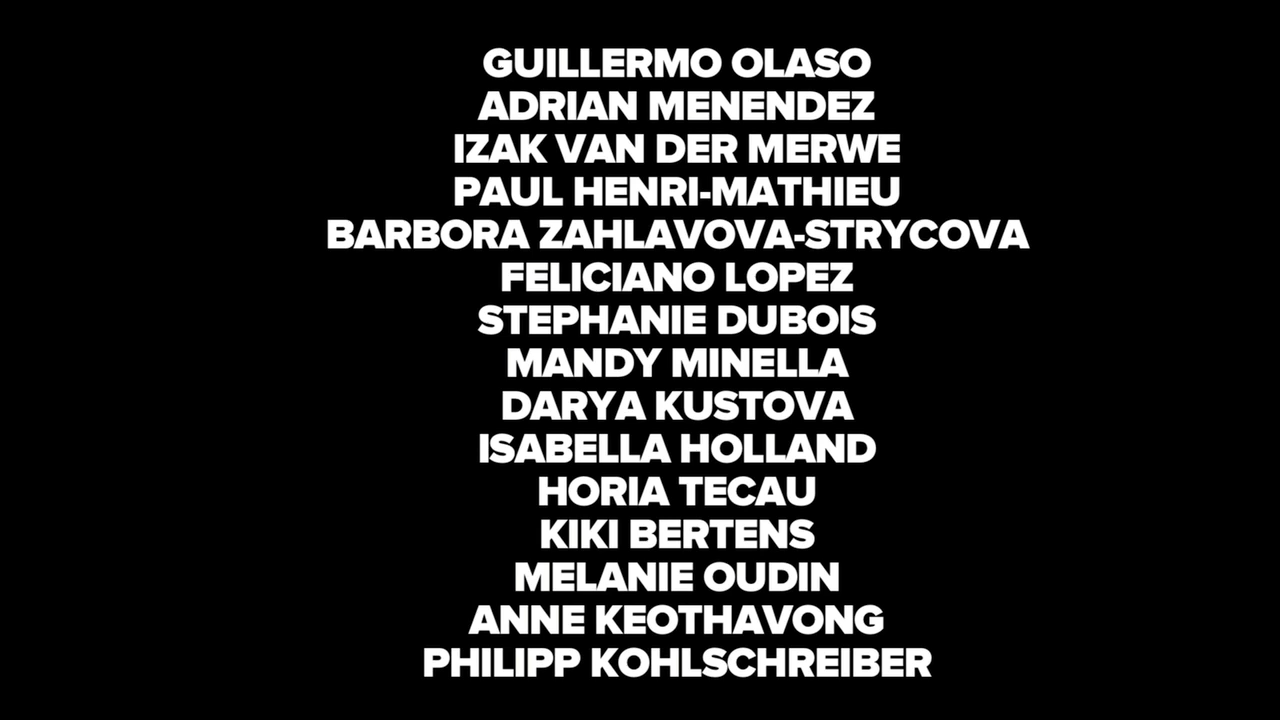 GUILLERMO OLASO
ADRIAN MENENDEZ
IZAK VAN DER MERWE
PAUL HENRI-MATHIEU
BARBORA ZAHLAVOVA-STRYCOVA
FELICIANO LOPEZ
STEPHANIE DUBOIS
MANDY MINELLA
DARYA KUSTOVA
ISABELLA HOLLAND
HORIA TECAU
KIKI BERTENS
MELANIE OUDIN
ANNE KEOTHAVONG
PHILIPP KOHLSCHREIBER